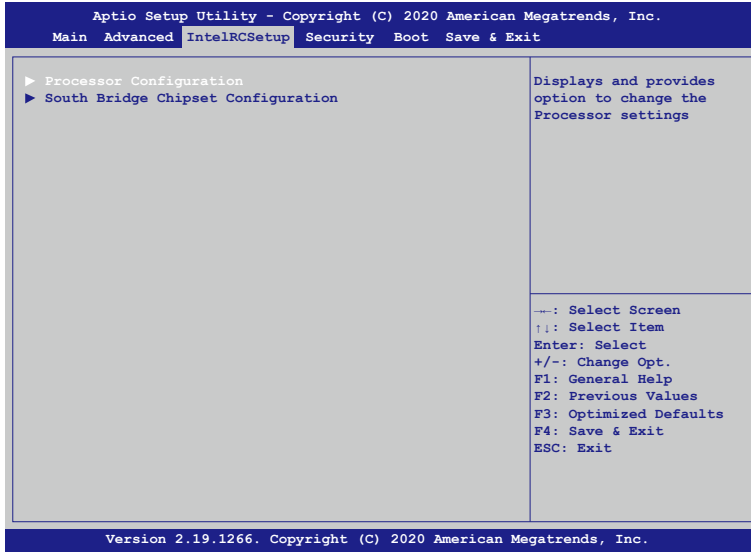 Aptio Setup Utility - Copyright (C) 2020 American Megatrends, Inc.
Main Advanced IntelRCSetup Security Boot Save & Exit
► Processor Configuration
► South Bridge Chipset Configuration
Displays and provides
option to change the
Processor settings
→←: Select Screen
↑↓: Select Item
Enter: Select
+/-: Change Opt.
F1: General Help
F2: Previous Values
F3: Optimized Defaults
F4: Save & Exit
ESC: Exit
Version 2.19.1266. Copyright (C) 2020 American Megatrends, Inc.